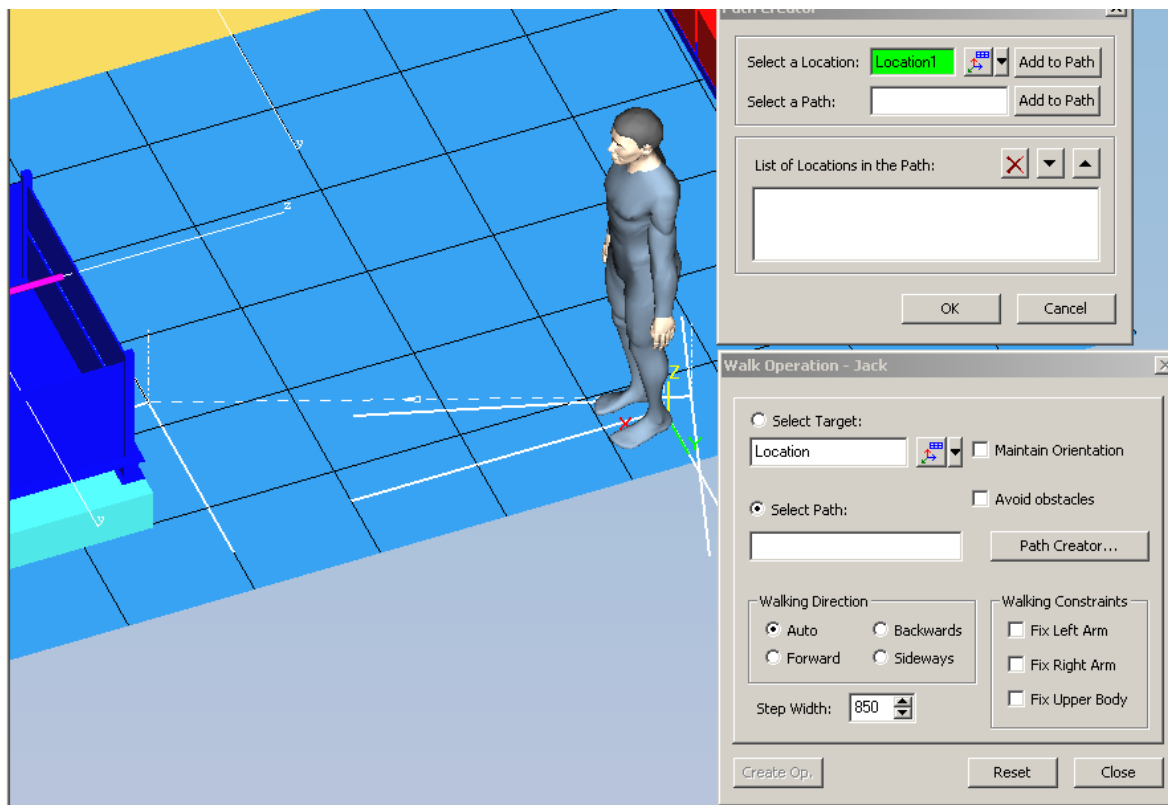 Path Creator
Select a Location: Location1 Add to Path
Select a Path: Add to Path
List of Locations in the Path:
OK Cancel
y
z
y
Z
X
Y
Walk Operation - Jack
Select Target:
Location
Maintain Orientation
Avoid obstacles
Select Path:
Path Creator...
Walking Direction
Auto Backwards
Forward Sideways
Step Width: 850
Walking Constraints
Fix Left Arm
Fix Right Arm
Fix Upper Body
Create Op. Reset Close